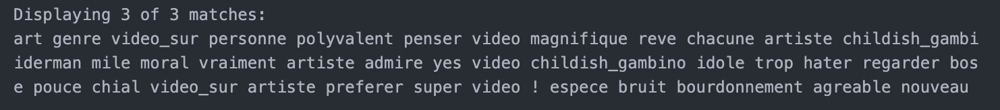 Displaying 3 of 3 matches:
art genre video_sur personne polyvalent penser video magnifique reve chacune artiste childish_gambi
iderman mile moral vraiment artiste admire yes video childish_gambino idole trop hater regarder bos
e pouce chial video_sur artiste preferer super video ! espece bruit bourdonnement agreable nouveau